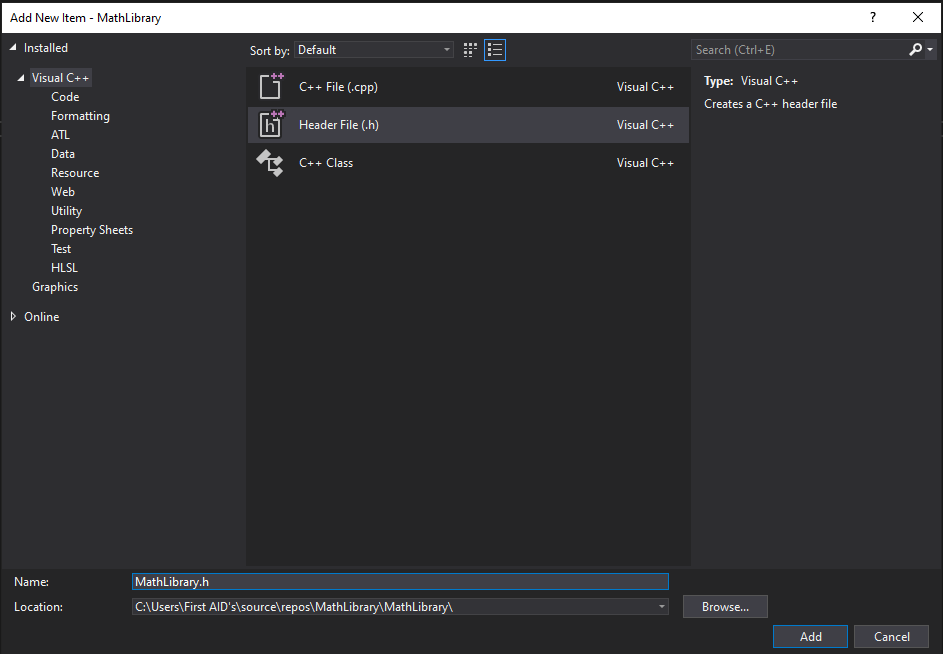 Add New Item - MathLibrary
?
Installed
Visual C++
Code
Formatting
ATL
Data
Resource
Web
Utility
Property Sheets
Test
HLSL
Graphics
Online
Sort by: Default
C++ File (.cpp) Visual C++
Header File (.h) Visual C++
C++ Class Visual C++
Search (Ctrl+E)
Type: Visual C++
Creates a C++ header file
Name: MathLibrary.h
Location: C:\Users\First AID's\source\repos\MathLibrary\MathLibrary\
Browse...
Add Cancel